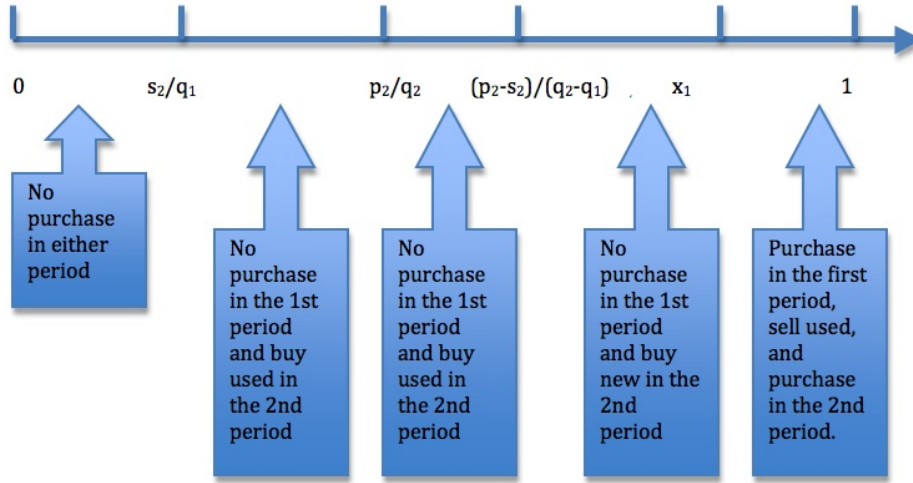 0 s₂/q₁ p₂/q₂ (p₂-s₂)/(q₂-q₁) x₁ 1
No
purchase
in either
period
No
purchase
in the 1st
period
and buy
used in
the 2nd
period
No
purchase
in the 1st
period
and buy
used in
the 2nd
period
No
purchase
in the 1st
period
and buy
new in the
2nd
period
Purchase
in the first
period,
sell used,
and
purchase
in the 2nd
period.